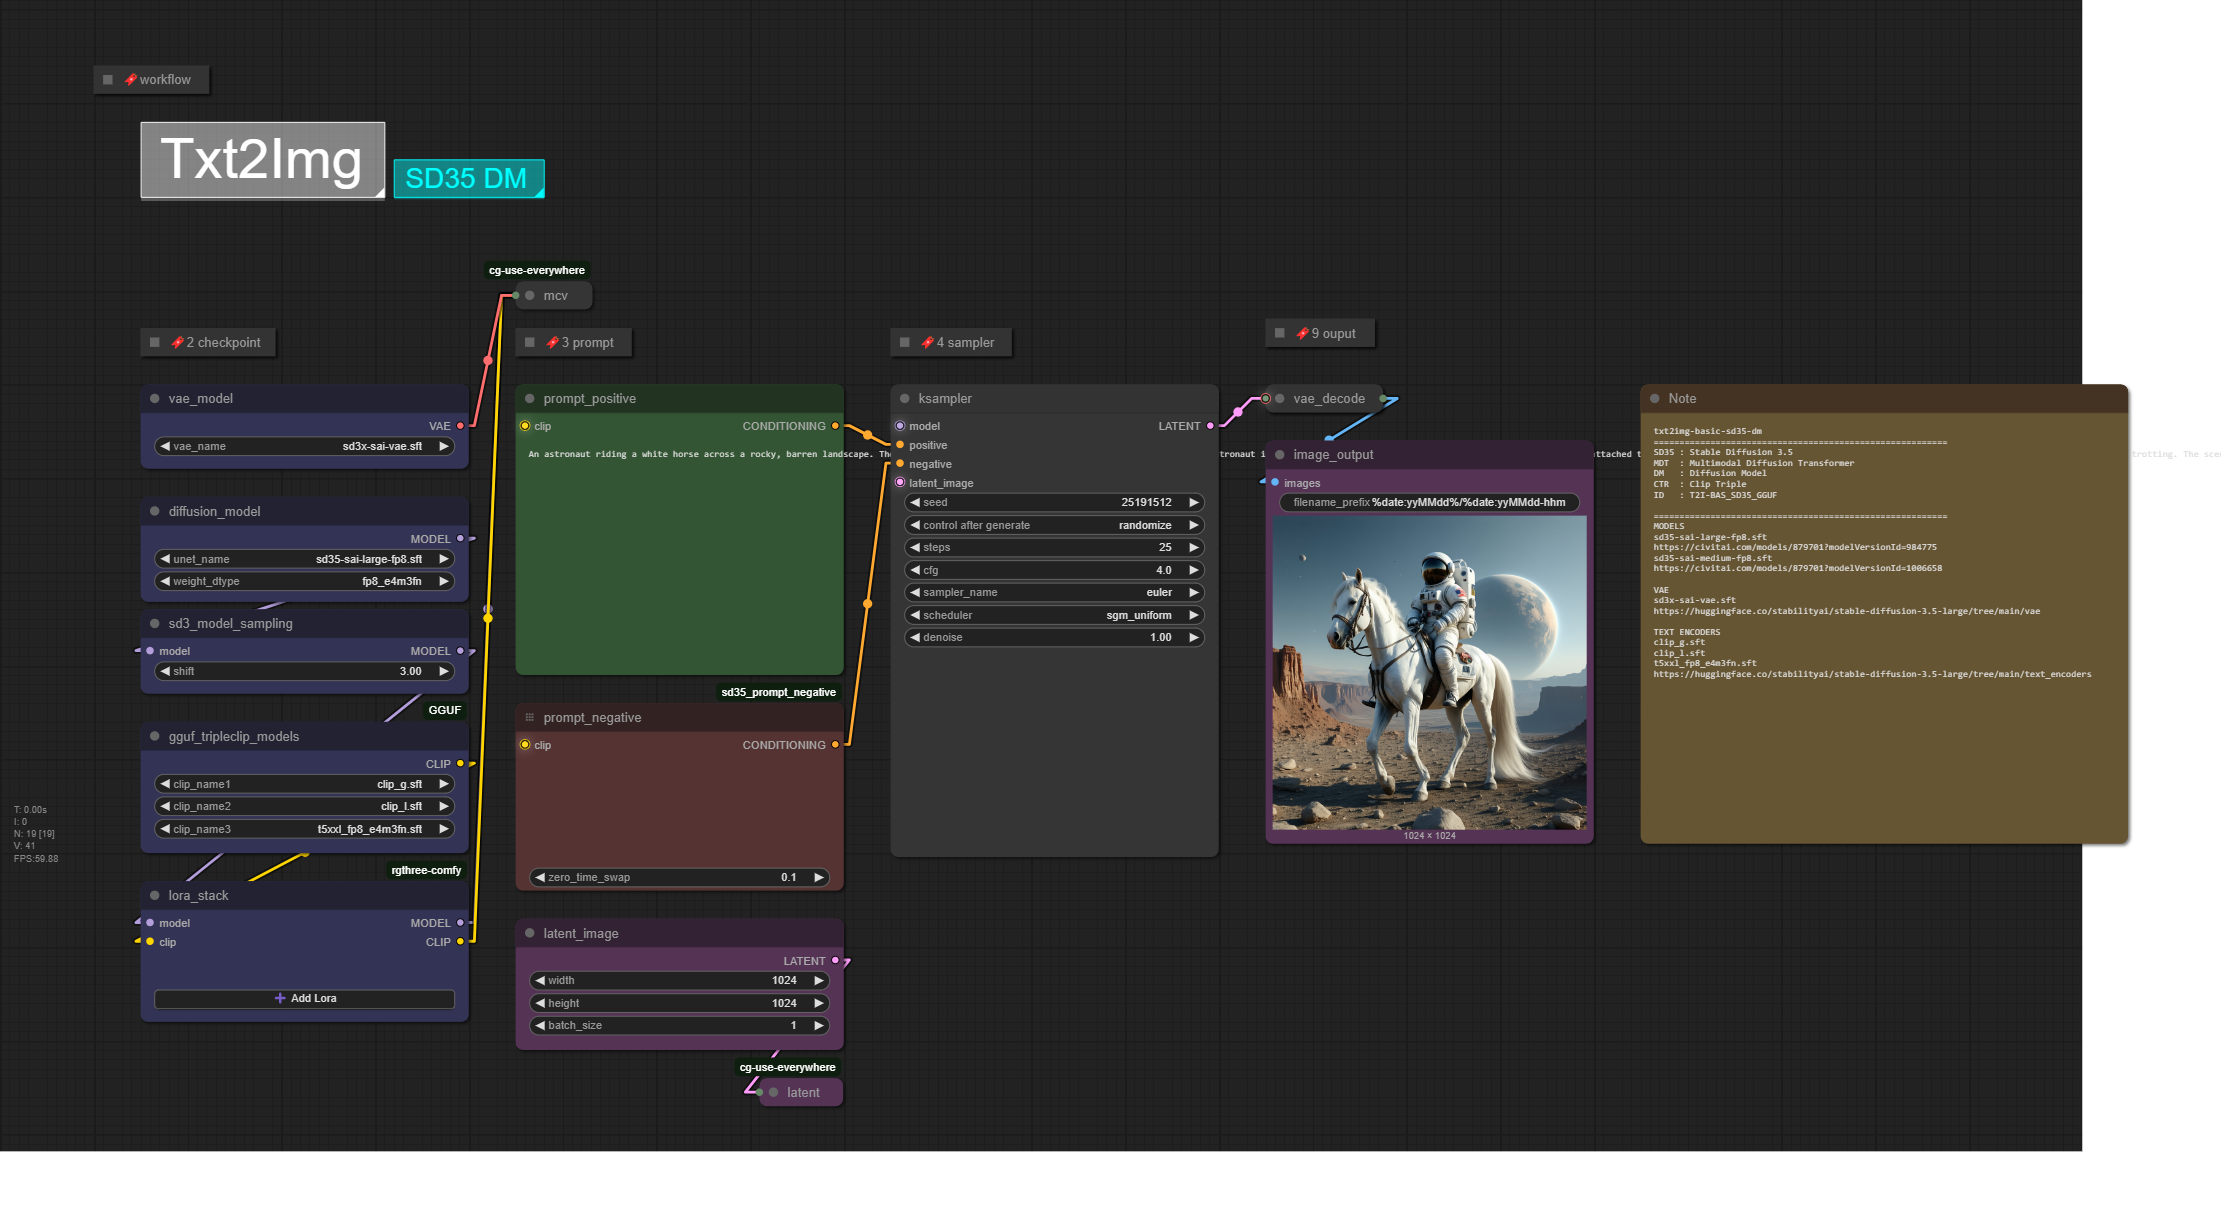 workflow
Txt2Img
SD35 DM
cg-use-everywhere
mcv
2 checkpoint
3 prompt
4 sampler
9 ouput
vae_model
VAE
vae_name sd3x-sai-vae.sft
diffusion_model
MODEL
unet_name sd35-sai-large-fp8.sft
weight_dtype fp8_e4m3fn
sd3_model_sampling
model MODEL
shift 3.00
GGUF
gguf_tripleclip_models
CLIP
clip_name1 clip_g.sft
clip_name2 clip_l.sft
clip_name3 t5xxl_fp8_e4m3fn.sft
T: 0.00s
I: 0
N: 19 [19]
V: 41
FPS:59.88
rgthree-comfy
lora_stack
model MODEL
clip CLIP
Add Lora
prompt_positive
clip CONDITIONING
An astronaut riding a white horse across a rocky, barren landscape. trotting. The
sd35_prompt_negative
prompt_negative
clip CONDITIONING
zero_time_swap 0.1
latent_image
LATENT
width 1024
height 1024
batch_size 1
cg-use-everywhere
latent
ksampler
model LATENT
positive
negative
latent_image
seed 25191512
control after generate randomize
steps 25
cfg 4.0
sampler_name euler
scheduler sgm_uniform
denoise 1.00
vae_decode
image_output
images
filename_prefix %date:yyMMdd%/%date:yyMMdd-hhm
1024 × 1024
Note
txt2img-basic-sd35-dm
=========================================================
SD35 : Stable Diffusion 3.5
MDT : Multimodal Diffusion Transformer
DM : Diffusion Model
CTR : Clip Triple
ID : T2I-BAS_SD35_GGUF
=========================================================
MODELS
sd35-sai-large-fp8.sft
https://civitai.com/models/879701?modelVersionId=984775
sd35-sai-medium-fp8.sft
https://civitai.com/models/879701?modelVersionId=1006658
VAE
sd3x-sai-vae.sft
https://huggingface.co/stabilityai/stable-diffusion-3.5-large/tree/main/vae
TEXT ENCODERS
clip_g.sft
clip_l.sft
t5xxl_fp8_e4m3fn.sft
https://huggingface.co/stabilityai/stable-diffusion-3.5-large/tree/main/text_encoders